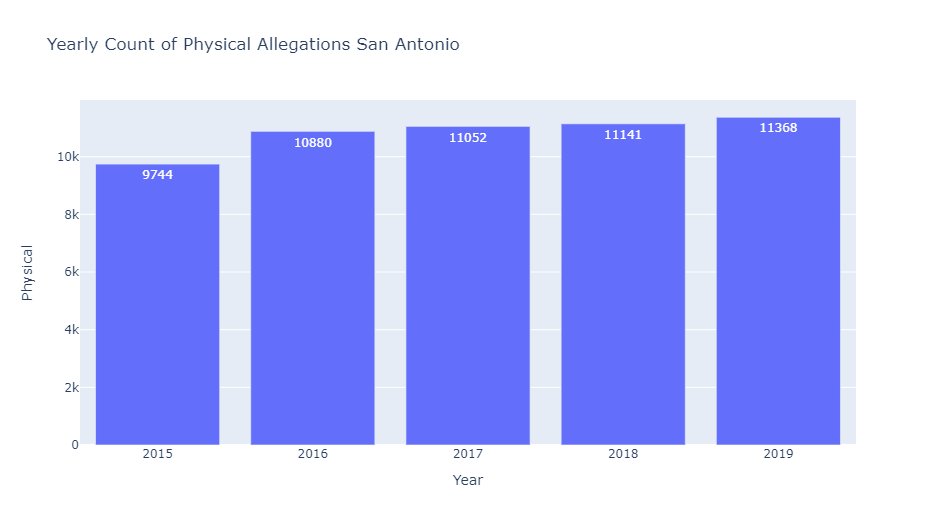 Yearly Count of Physical Allegations San Antonio
Physical
10k
8k
6k
4k
2k
0
9744
10880
11052
11141
11368
2015
2016
2017
2018
2019
Year